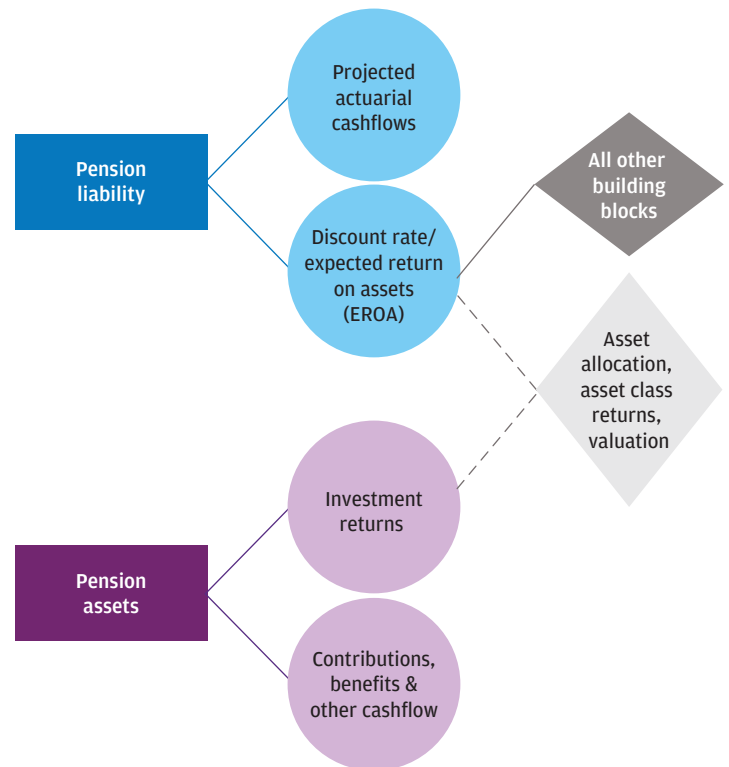 Projected
actuarial
cashflows
Pension
liability
All other
building
blocks
Discount rate/
expected return
on assets
(EROA)
Asset
allocation,
asset class
returns,
valuation
Investment
returns
Pension
assets
Contributions,
benefits &
other cashflow